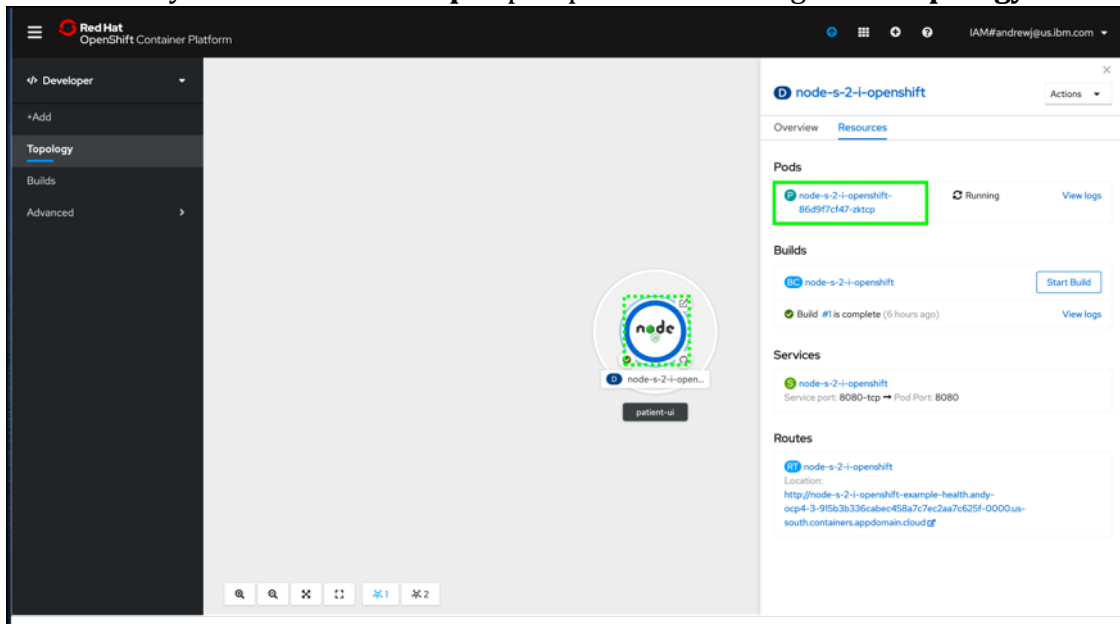 Red Hat
OpenShift Container Platform
IAM#andrewj@us.ibm.com
Developer
+Add
Topology
Builds
Advanced
node
D node-s-2-i-open...
patient-ui
1
2
D node-s-2-i-openshift
Actions
Overview Resources
Pods
P node-s-2-i-openshift-
86d9f7cf47-zktcp
Running View logs
Builds
BC node-s-2-i-openshift Start Build
Build #1 is complete (6 hours ago) View logs
Services
S node-s-2-i-openshift
Service port: 8080-tcp → Pod Port: 8080
Routes
RT node-s-2-i-openshift
Location:
http://node-s-2-i-openshift-example-health.andy-
ocp4-3-915b3b336cabec458a7c7ec2aa7c625f-0000.us-
south.containers.appdomain.cloud